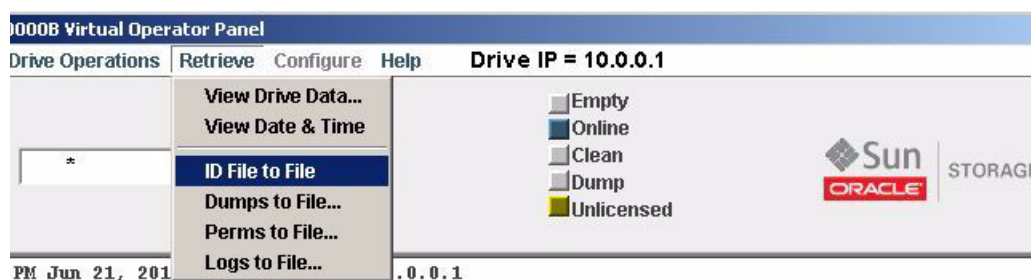 0000B Virtual Operator Panel
Drive Operations Retrieve Configure Help Drive IP = 10.0.0.1
View Drive Data...
View Date & Time
ID File to File
Dumps to File...
Perms to File...
Logs to File...
*
Empty
Online
Clean
Dump
Unlicensed
Sun
ORACLE
STORAGE
PM Jun 21, 201
.0.0.1